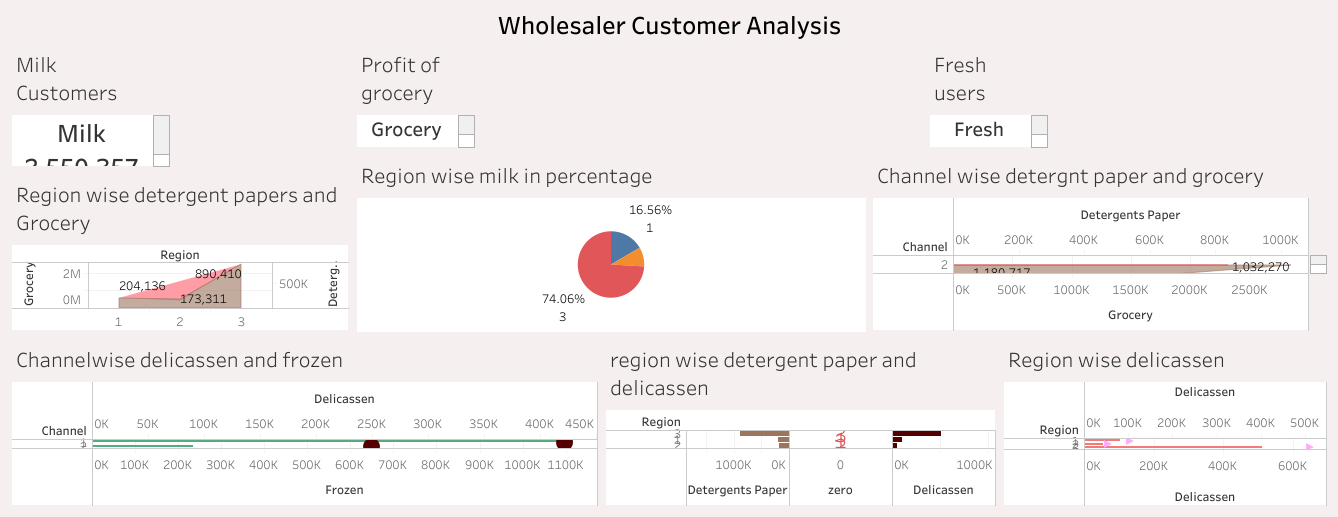 Wholesaler Customer Analysis
Milk
Customers
Milk
Profit of
grocery
Grocery
Fresh
users
Fresh
Region wise detergent papers and
Grocery
Region
Grocery
2M
0M
204,136
890,410
173,311
500K
Deterg..
1 2 3
Region wise milk in percentage
16.56%
1
74.06%
3
Channel wise detergnt paper and grocery
Detergents Paper
0K 200K 400K 600K 800K 1000K
Channel
2
1,180,717
1,032,270
0K 500K 1000K 1500K 2000K 2500K
Grocery
Channelwise delicassen and frozen
Delicassen
0K 50K 100K 150K 200K 250K 300K 350K 400K 450K
Channel
0K 100K 200K 300K 400K 500K 600K 700K 800K 900K 1000K 1100K
Frozen
region wise detergent paper and
delicassen
Region
1000K 0K 0 0K 1000K
Detergents Paper zero Delicassen
Region wise delicassen
Delicassen
0K 100K 200K 300K 400K 500K
Region
0K 200K 400K 600K
Delicassen